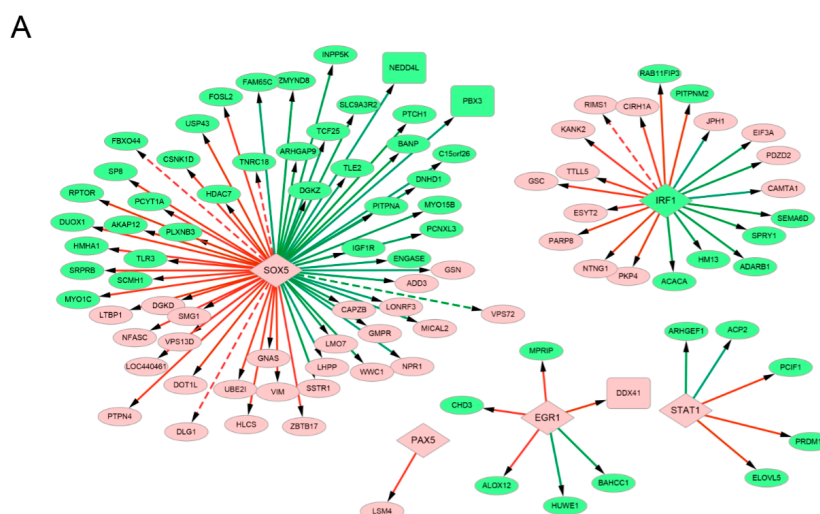 A
INPP5K
NEDD4L
FAM65C
ZMYND8
FOSL2
SLC9A3R2
PBX3
USP43
TCF25
PTCH1
FBXO44
CSNK1D
TNRC18
ARHGAP9
BANP
SP8
HDAC7
DGKZ
TLE2
C15orf26
RPTOR
PCYT1A
DNHD1
DUOX1
AKAP12
PLXNB3
PITPNA
MYO15B
HMHA1
TLR3
IGF1R
PCNXL3
SRPRB
SCMH1
SOX5
ENGASE
GSN
MYO1C
ADD3
LTBP1
DGKD
SMG1
CAPZB
LONRF3
VPS72
NFASC
VPS13D
LMO7
GMPR
MICAL2
LOC440461
GNAS
LHPP
WWC1
NPR1
DOT1L
UBE2I
VIM
SSTR1
PTPN4
DLG1
HLCS
ZBTB17
RAB11FIP3
RIMS1
CIRH1A
PITPNM2
KANK2
JPH1
EIF3A
GSC
TTLL5
PDZD2
ESYT2
IRF1
CAMTA1
PARP8
SEMA6D
NTNG1
PKP4
HM13
SPRY1
ACACA
ADARB1
MPRIP
CHD3
DDX41
EGR1
ALOX12
HUWE1
BAHCC1
PAX5
LSM4
ARHGEF1
ACP2
PCIF1
STAT1
PRDM1
ELOVL5